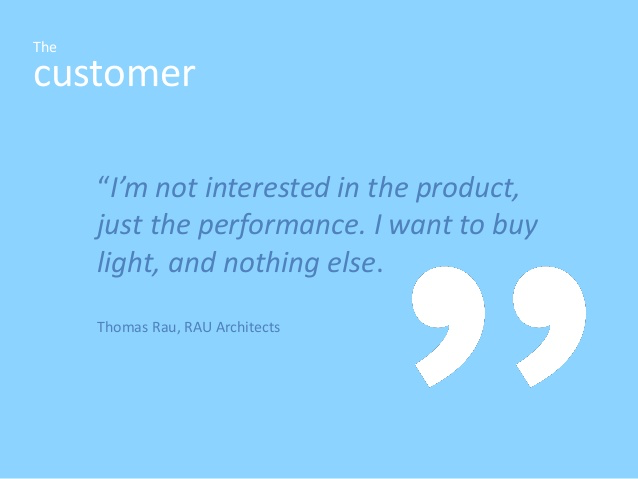 The
customer
“I’m not interested in the product,
just the performance. I want to buy
light, and nothing else.
Thomas Rau, RAU Architects
”